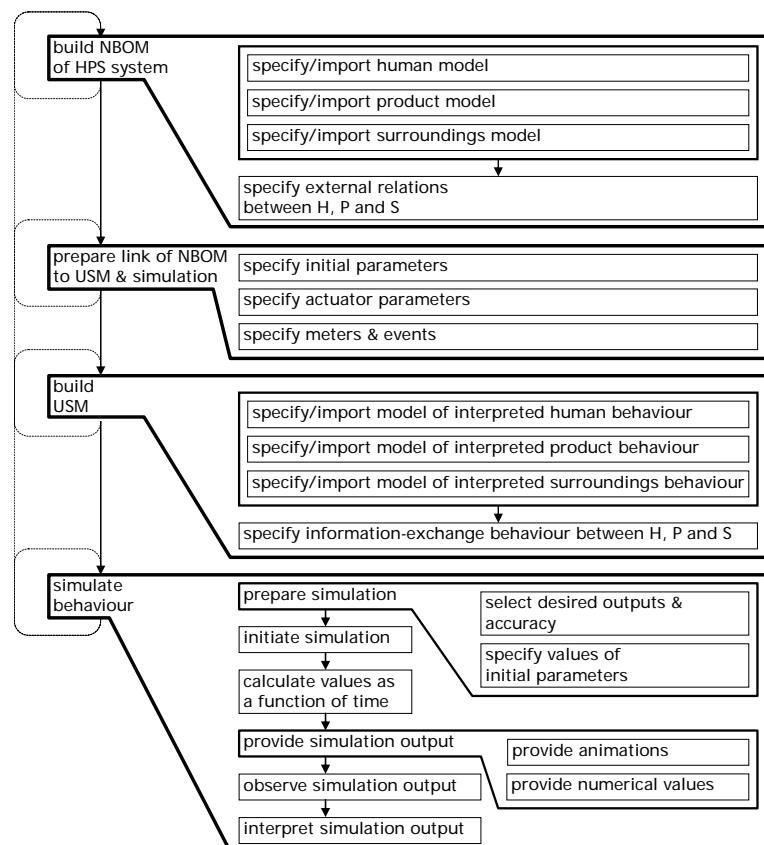 build NBOM
of HPS system
specify/import human model
specify/import product model
specify/import surroundings model
specify external relations
between H, P and S
prepare link of NBOM
to USM & simulation
specify initial parameters
specify actuator parameters
specify meters & events
build
USM
specify/import model of interpreted human behaviour
specify/import model of interpreted product behaviour
specify/import model of interpreted surroundings behaviour
specify information-exchange behaviour between H, P and S
simulate
behaviour
prepare simulation
select desired outputs &
accuracy
specify values of
initial parameters
initiate simulation
calculate values as
a function of time
provide simulation output
provide animations
provide numerical values
observe simulation output
interpret simulation output